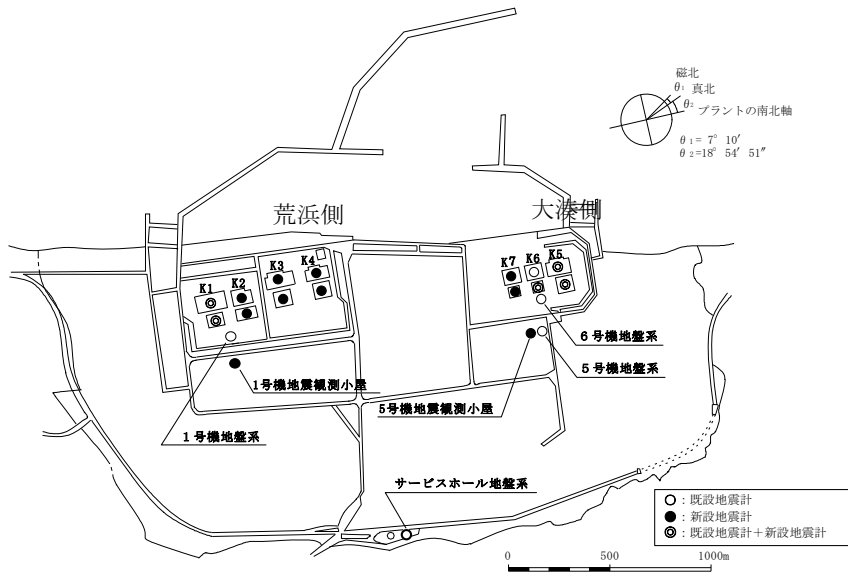 磁北
θ₁ 真北
θ₂ プラントの南北軸
θ₁= 7° 10′
θ₂=18° 54′ 51″
荒浜側
大湊側
K1
K2
K3
K4
K7
K6
K5
6号機地盤系
5号機地盤系
1号機地震観測小屋
5号機地震観測小屋
1号機地盤系
サービスホール地盤系
○ : 既設地震計
● : 新設地震計
◎ : 既設地震計＋新設地震計
0 500 1000m